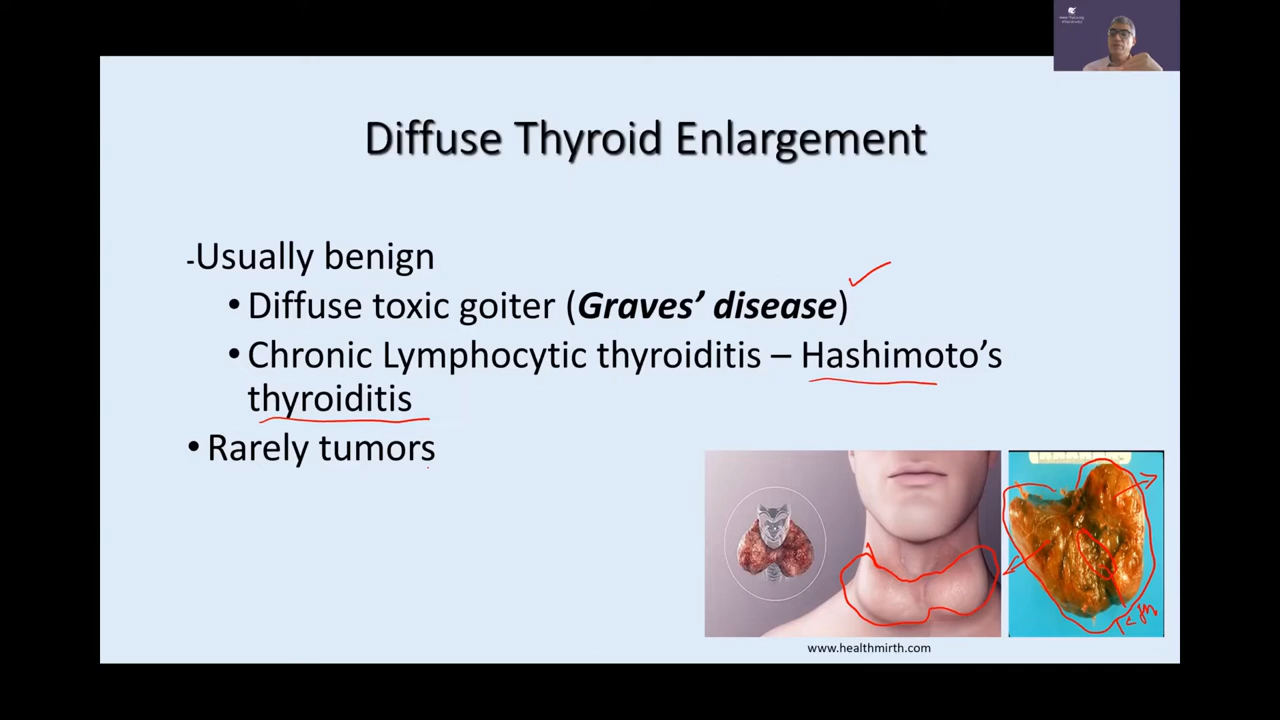 Diffuse Thyroid Enlargement
-Usually benign
• Diffuse toxic goiter (Graves’ disease)
• Chronic Lymphocytic thyroiditis – Hashimoto’s
thyroiditis
• Rarely tumors
www.healthmirth.com